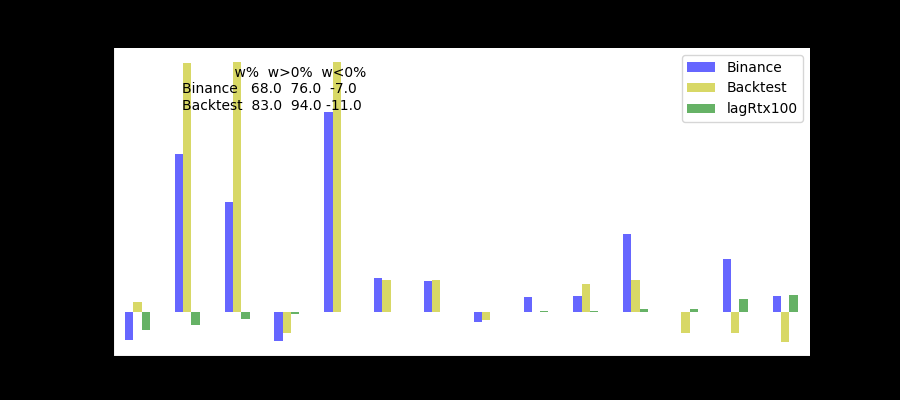 w% w>0% w<0%
Binance 68.0 76.0 -7.0
Backtest 83.0 94.0 -11.0
Binance
Backtest
lagRtx100